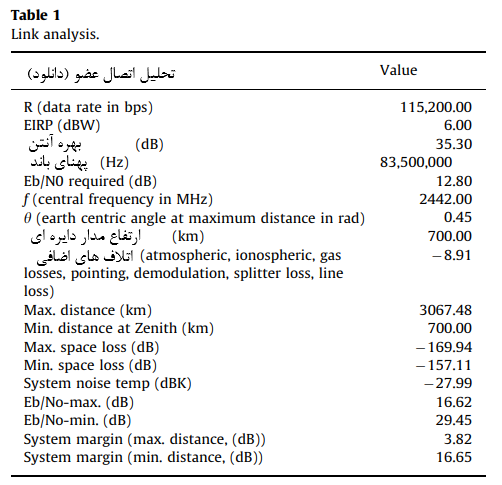 Table 1
Link analysis.
تحلیل اتصال عضو (دانلود) Value
R (data rate in bps) 115,200.00
EIRP (dBW) 6.00
بهره آنتن (dB) 35.30
پهنای باند (Hz) 83,500,000
Eb/N0 required (dB) 12.80
f (central frequency in MHz) 2442.00
θ (earth centric angle at maximum distance in rad) 0.45
ارتفاع مدار دایره ای (km) 700.00
اتلاف های اضافی (atmospheric, ionospheric, gas −8.91
losses, pointing, demodulation, splitter loss, line
loss)
Max. distance (km) 3067.48
Min. distance at Zenith (km) 700.00
Max. space loss (dB) −169.94
Min. space loss (dB) −157.11
System noise temp (dBK) −27.99
Eb/No-max. (dB) 16.62
Eb/No-min. (dB) 29.45
System margin (max. distance, (dB)) 3.82
System margin (min. distance, (dB)) 16.65